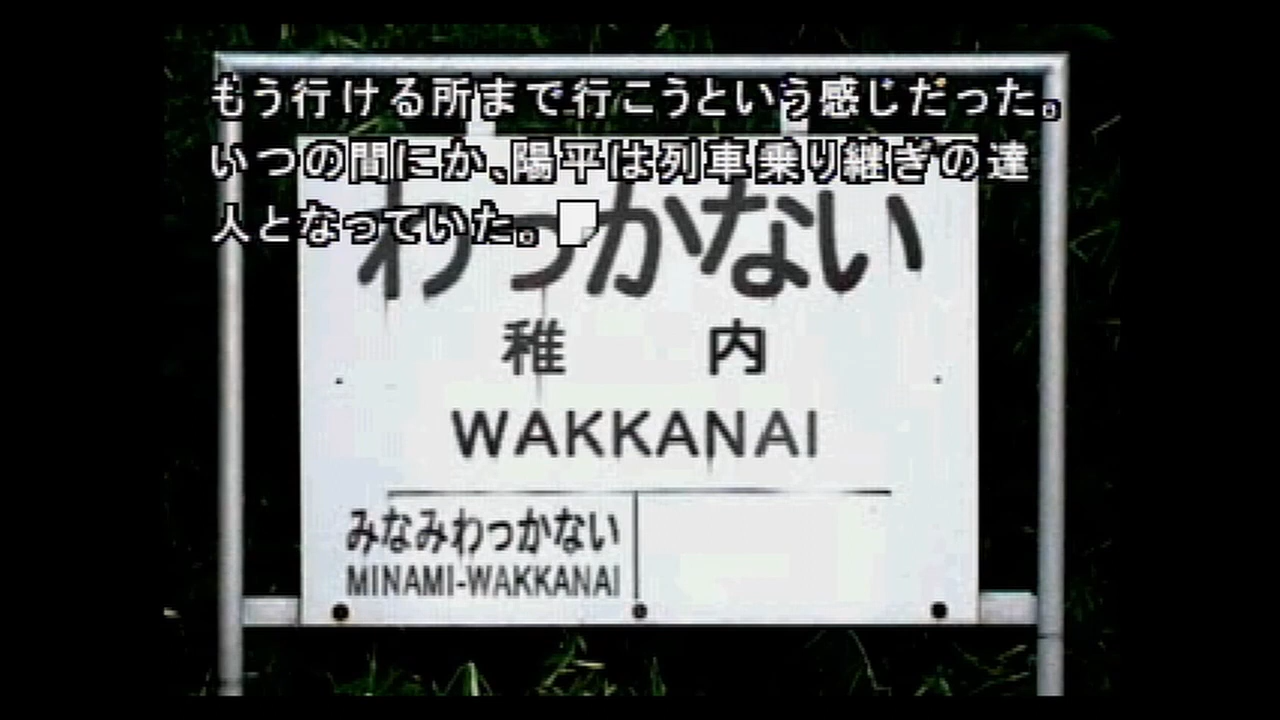 もう行ける所まで行こうという感じだった。
いつの間にか、陽平は列車乗り継ぎの達
人となっていた。
わっかない
稚内
WAKKANAI
みなみわっかない
MINAMI-WAKKANAI